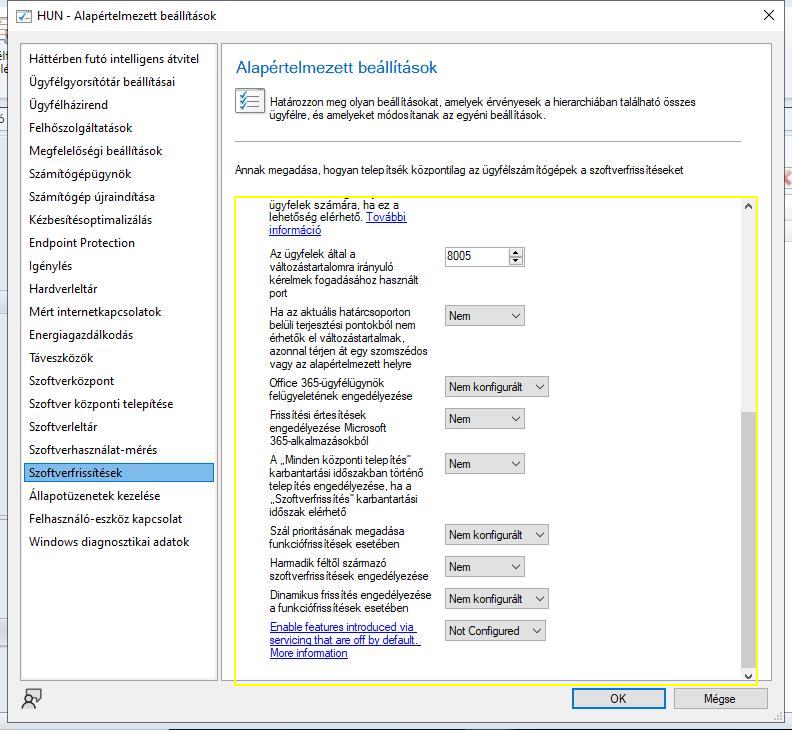 HUN - Alapértelmezett beállítások
Háttérben futó intelligens átvitel
Ügyfélgyorsítótár beállításai
Ügyfélházirend
Felhőszolgáltatások
Megfelelőségi beállítások
Számítógépügynök
Számítógép újraindítása
Kézbesítésoptimalizálás
Endpoint Protection
Igénylés
Hardverleltár
Mért internetkapcsolatok
Energiagazdálkodás
Táveszközök
Szoftverközpont
Szoftver központi telepítése
Szoftverleltár
Szoftverhasználat-mérés
Szoftverfrissítések
Állapotüzenetek kezelése
Felhasználó-eszköz kapcsolat
Windows diagnosztikai adatok
Alapértelmezett beállítások
Határozzon meg olyan beállításokat, amelyek érvényesek a hierarchiában található összes
ügyfélre, és amelyeket módosítanak az egyéni beállítások.
Annak megadása, hogyan telepítsék központilag az ügyfélszámítógépek a szoftverfrissítéseket
ügyfelek számára, ha ez a
lehetőség elérhető. További
információ
Az ügyfelek által a
változástartalomra irányuló
kérelmek fogadásához használt
port
8005
Ha az aktuális határcsoporton
belüli terjesztési pontokból nem
érhetők el változástartalmak,
azonnal térjen át egy szomszédos
vagy az alapértelmezett helyre
Nem
Office 365-ügyfélügynök
felügyeletének engedélyezése
Nem konfigurált
Frissítési értesítések
engedélyezése Microsoft
365-alkalmazásokból
Nem
A „Minden központi telepítés”
karbantartási időszakban történő
telepítés engedélyezése, ha a
„Szoftverfrissítés” karbantartási
időszak elérhető
Nem
Szál prioritásának megadása
funkciófrissítések esetében
Nem konfigurált
Harmadik féltől származó
szoftverfrissítések engedélyezése
Nem
Dinamikus frissítés engedélyezése
a funkciófrissítések esetében
Nem konfigurált
Enable features introduced via
servicing that are off by default.
More information
Not Configured
OK
Mégse